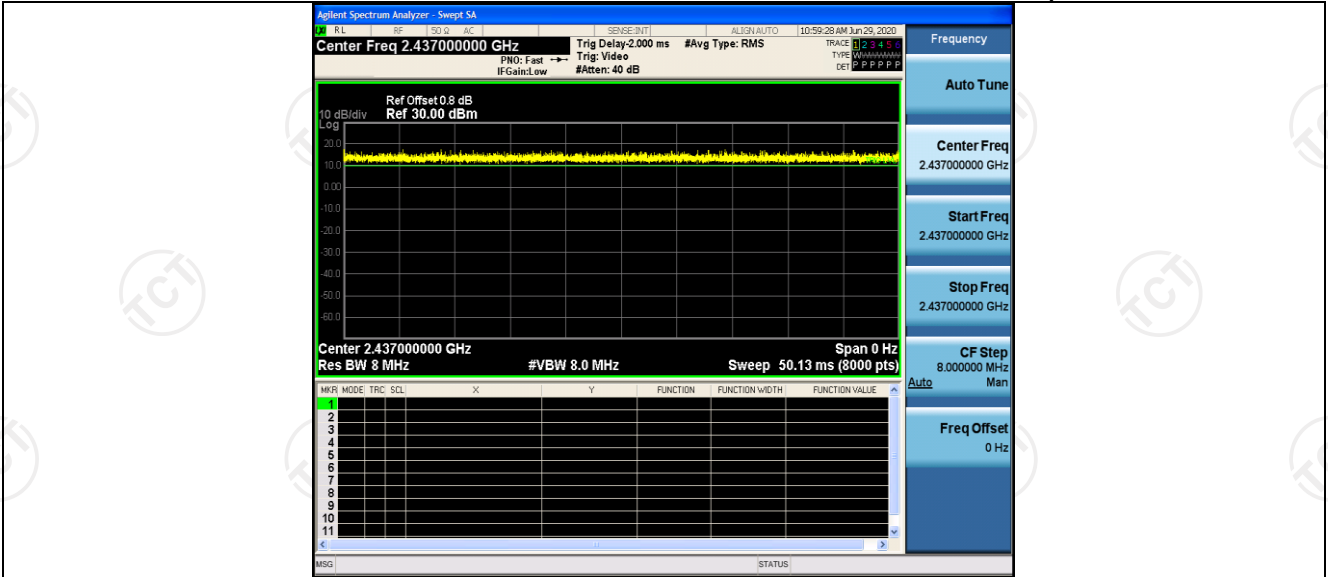 Agilent Spectrum Analyzer - Swept SA
RL RF 50 Ω AC SENSE:INT ALIGN AUTO 10:59:28 AM Jun 29, 2020
Center Freq 2.437000000 GHz
PNO: Fast
IFGain:Low
Trig Delay-2.000 ms #Avg Type: RMS
Trig: Video
#Atten: 40 dB
TRACE 1 2 3 4 5 6
TYPE
DET P P P P P P
Ref Offset 0.8 dB
10 dB/div Ref 30.00 dBm
Log
20.0
10.0
0.00
-10.0
-20.0
-30.0
-40.0
-50.0
-60.0
Center 2.437000000 GHz Span 0 Hz
Res BW 8 MHz #VBW 8.0 MHz Sweep 50.13 ms (8000 pts)
MKR MODE TRC SCL X Y FUNCTION FUNCTION WIDTH FUNCTION VALUE
1
2
3
4
5
6
7
8
9
10
11
MSG STATUS
Frequency
Auto Tune
Center Freq
2.437000000 GHz
Start Freq
2.437000000 GHz
Stop Freq
2.437000000 GHz
CF Step
8.000000 MHz
Auto Man
Freq Offset
0 Hz
TCT
TCT